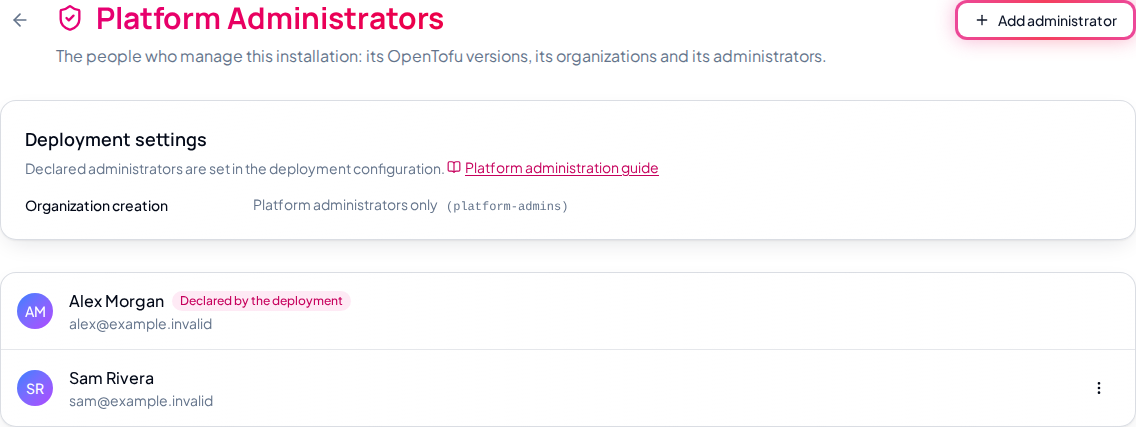 Platform Administrators
Add administrator
The people who manage this installation: its OpenTofu versions, its organizations and its administrators.
Deployment settings
Declared administrators are set in the deployment configuration. Platform administration guide
Organization creation Platform administrators only (platform-admins)
AM Alex Morgan Declared by the deployment
alex@example.invalid
SR Sam Rivera
sam@example.invalid